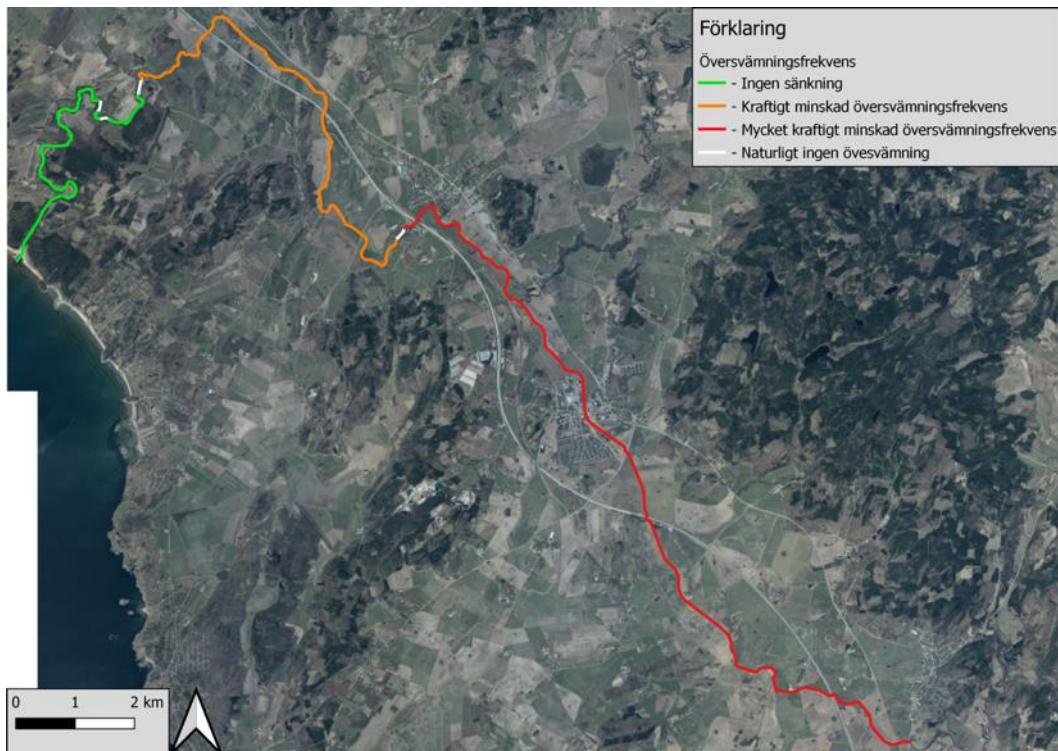 Förklaring
Översvämningsfrekvens
- Ingen sänkning
- Kraftigt minskad översvämningsfrekvens
- Mycket kraftigt minskad översvämningsfrekvens
- Naturligt ingen övesvämning
0 1 2 km